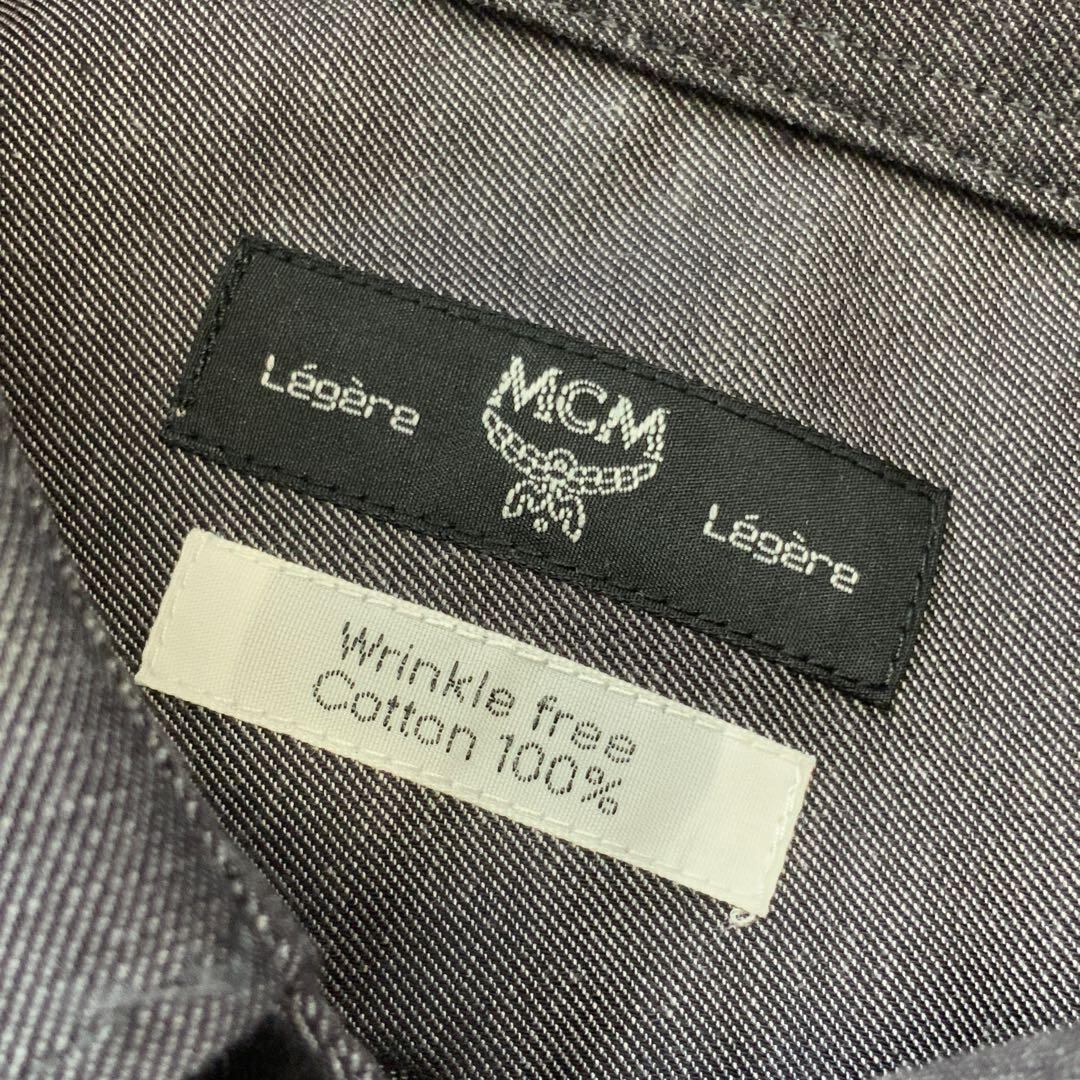 Légère MCM Légère
Wrinkle free
Cotton 100%